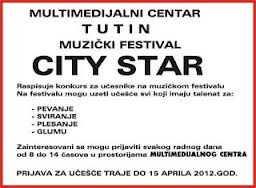 MULTIMEDIJALNI CENTAR
TUTIN
MUZIČKI FESTIVAL
CITY STAR
Raspisuje konkurs za učesnike na muzičkom festivalu
Na festivalu mogu uzeti učešće svi koji imaju talenat za:
- PEVANJE
- SVIRANJE
- PLESANJE
- GLUMU
Zainteresovani se mogu prijaviti svakog radnog dana
od 8 do 14 časova u prostorijama MULTIMEDIJALNOG CENTRA
PRIJAVA ZA UČEŠĆE TRAJE DO 15 APRILA 2012.GOD.